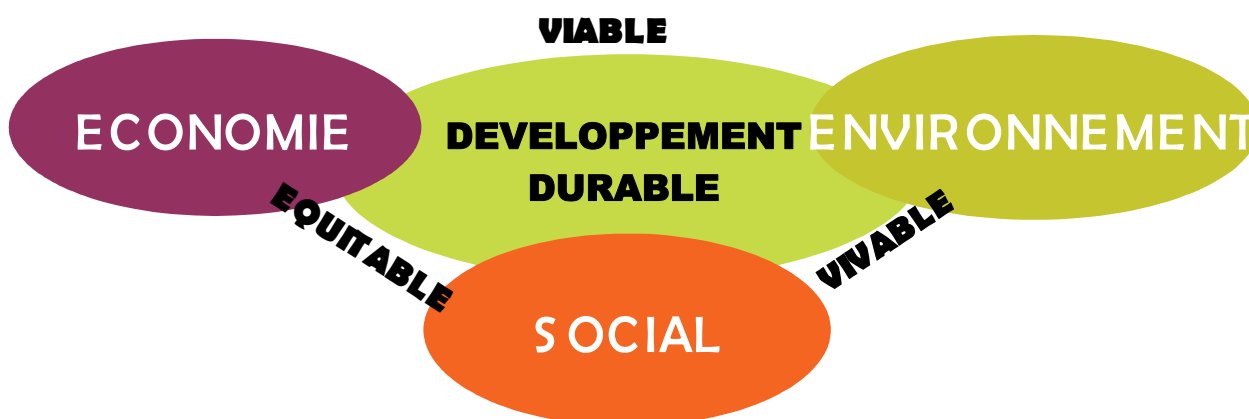 VIABLE
ECONOMIE
DEVELOPPEMENT
DURABLE
ENVIRONNEMENT
EQUITABLE
VIVABLE
SOCIAL